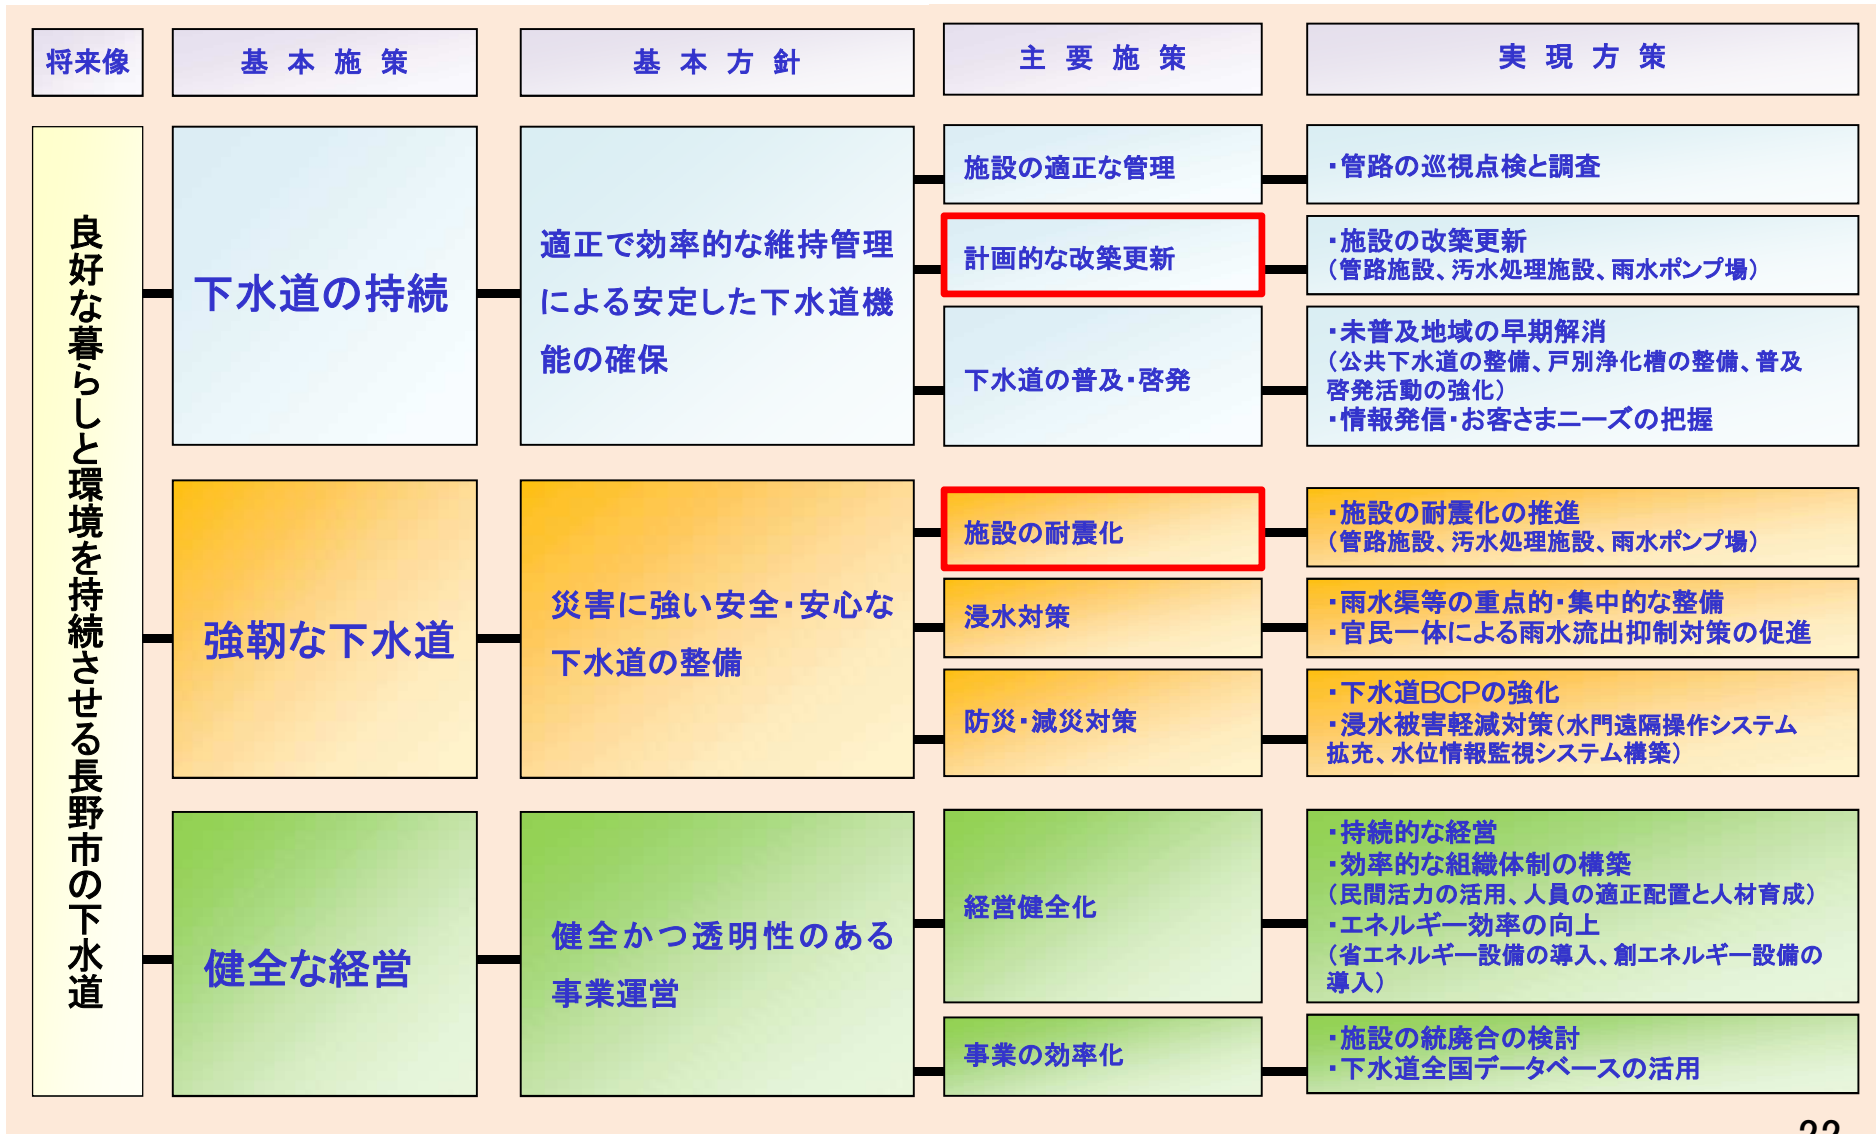 将来像
基本施策
基本方針
主要施策
実現方策
良好な暮らしと環境を持続させる長野市の下水道
下水道の持続
適正で効率的な維持管理
による安定した下水道機
能の確保
施設の適正な管理
・管路の巡視点検と調査
計画的な改築更新
・施設の改築更新
（管路施設、汚水処理施設、雨水ポンプ場）
下水道の普及・啓発
・未普及地域の早期解消
（公共下水道の整備、戸別浄化槽の整備、普及
啓発活動の強化）
・情報発信・お客さまニーズの把握
強靭な下水道
災害に強い安全・安心な
下水道の整備
施設の耐震化
・施設の耐震化の推進
（管路施設、汚水処理施設、雨水ポンプ場）
浸水対策
・雨水渠等の重点的・集中的な整備
・官民一体による雨水流出抑制対策の促進
防災・減災対策
・下水道BCPの強化
・浸水被害軽減対策（水門遠隔操作システム
拡充、水位情報監視システム構築）
健全な経営
健全かつ透明性のある
事業運営
経営健全化
・持続的な経営
・効率的な組織体制の構築
（民間活力の活用、人員の適正配置と人材育成）
・エネルギー効率の向上
（省エネルギー設備の導入、創エネルギー設備の
導入）
事業の効率化
・施設の統廃合の検討
・下水道全国データベースの活用